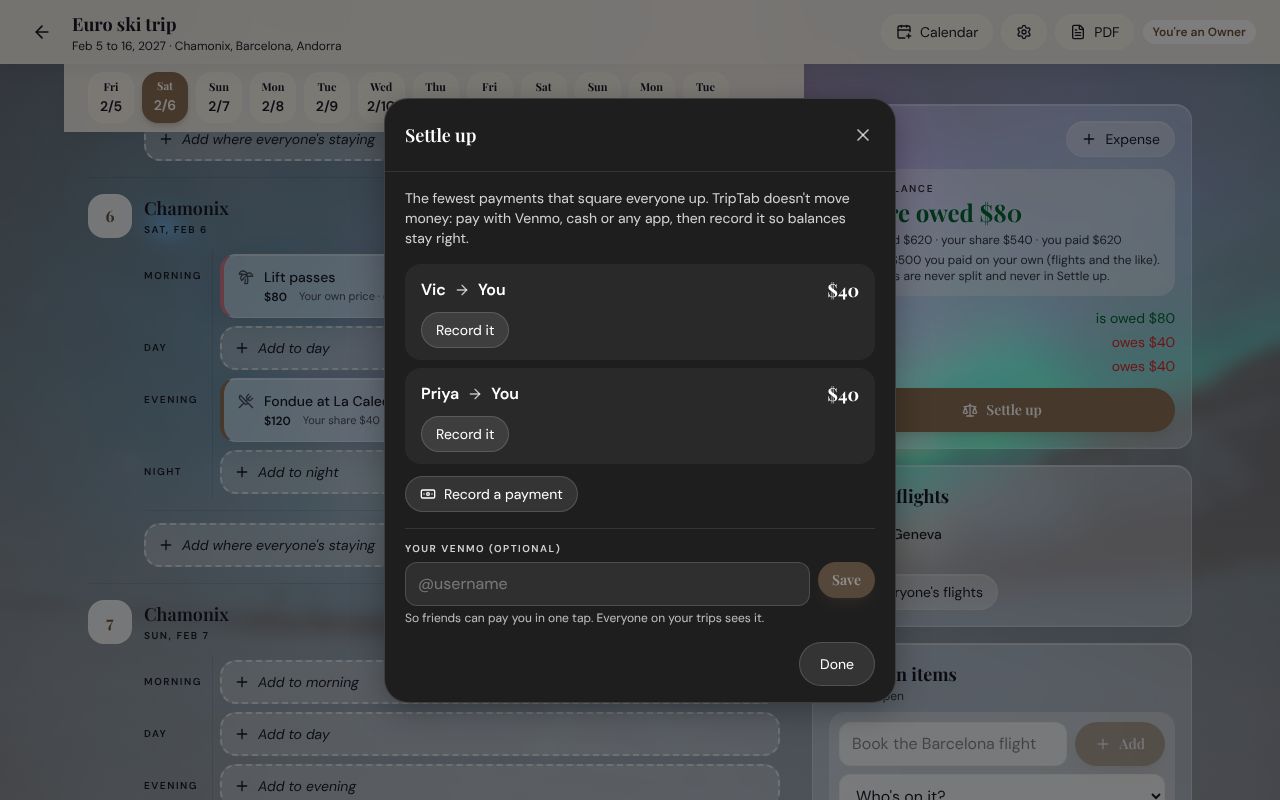 Euro ski trip
Feb 5 to 16, 2027 · Chamonix, Barcelona, Andorra
Calendar
PDF
You're an Owner
Fri Sat Sun Mon Tue Wed Thu Fri Sat Sun Mon Tue
2/5 2/6 2/7 2/8 2/9 2/10
Add where everyone's staying
6
Chamonix
SAT, FEB 6
MORNING
Lift passes
$80 Your own price ·
DAY
Add to day
EVENING
Fondue at La
$120 Your share $40
NIGHT
Add to night
Add where everyone's staying
7
Chamonix
SUN, FEB 7
MORNING
Add to morning
DAY
Add to day
EVENING
Add to evening
Settle up
The fewest payments that square everyone up. TripTab doesn't move
money: pay with Venmo, cash or any app, then record it so balances
stay right.
Vic → You
$40
Record it
Priya → You
$40
Record it
Record a payment
YOUR VENMO (OPTIONAL)
@username
Save
So friends can pay you in one tap. Everyone on your trips sees it.
Done
Expense
owed $80
$620 · your share $540 · you paid $620
$500 you paid on your own (flights and the like).
are never split and never in Settle up.
is owed $80
owes $40
owes $40
Settle up
flights
Geneva
flights
items
Book the Barcelona flight
Add
Who's on it?